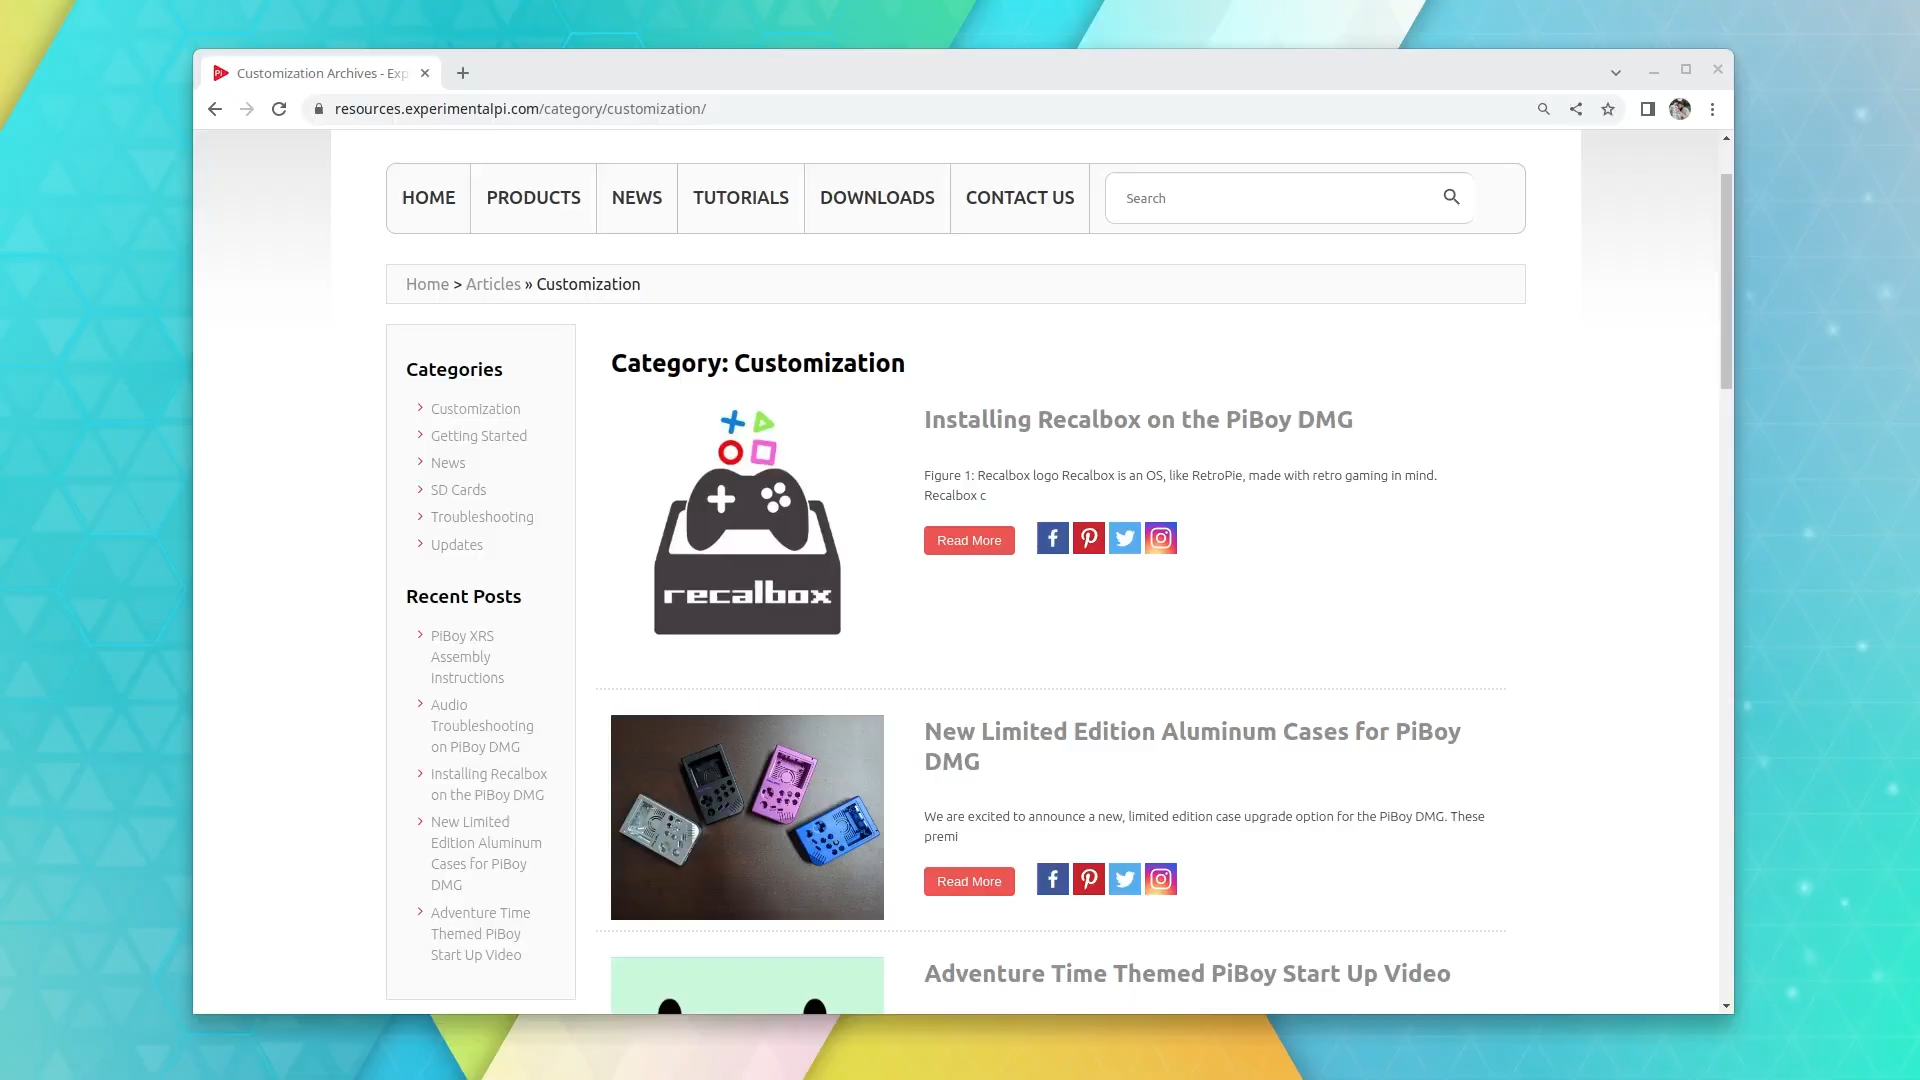 Customization Archives - Exp
resources.experimentalpi.com/category/customization/
HOME
PRODUCTS
NEWS
TUTORIALS
DOWNLOADS
CONTACT US
Search
Home > Articles » Customization
Categories
Customization
Getting Started
News
SD Cards
Troubleshooting
Updates
Recent Posts
PiBoy XRS
Assembly
Instructions
Audio
Troubleshooting
on PiBoy DMG
Installing Recalbox
on the PiBoy DMG
New Limited
Edition Aluminum
Cases for PiBoy
DMG
Adventure Time
Themed PiBoy
Start Up Video
Category: Customization
recalbox
Installing Recalbox on the PiBoy DMG
Figure 1: Recalbox logo Recalbox is an OS, like RetroPie, made with retro gaming in mind.
Recalbox c
Read More
New Limited Edition Aluminum Cases for PiBoy
DMG
We are excited to announce a new, limited edition case upgrade option for the PiBoy DMG. These
premi
Read More
Adventure Time Themed PiBoy Start Up Video